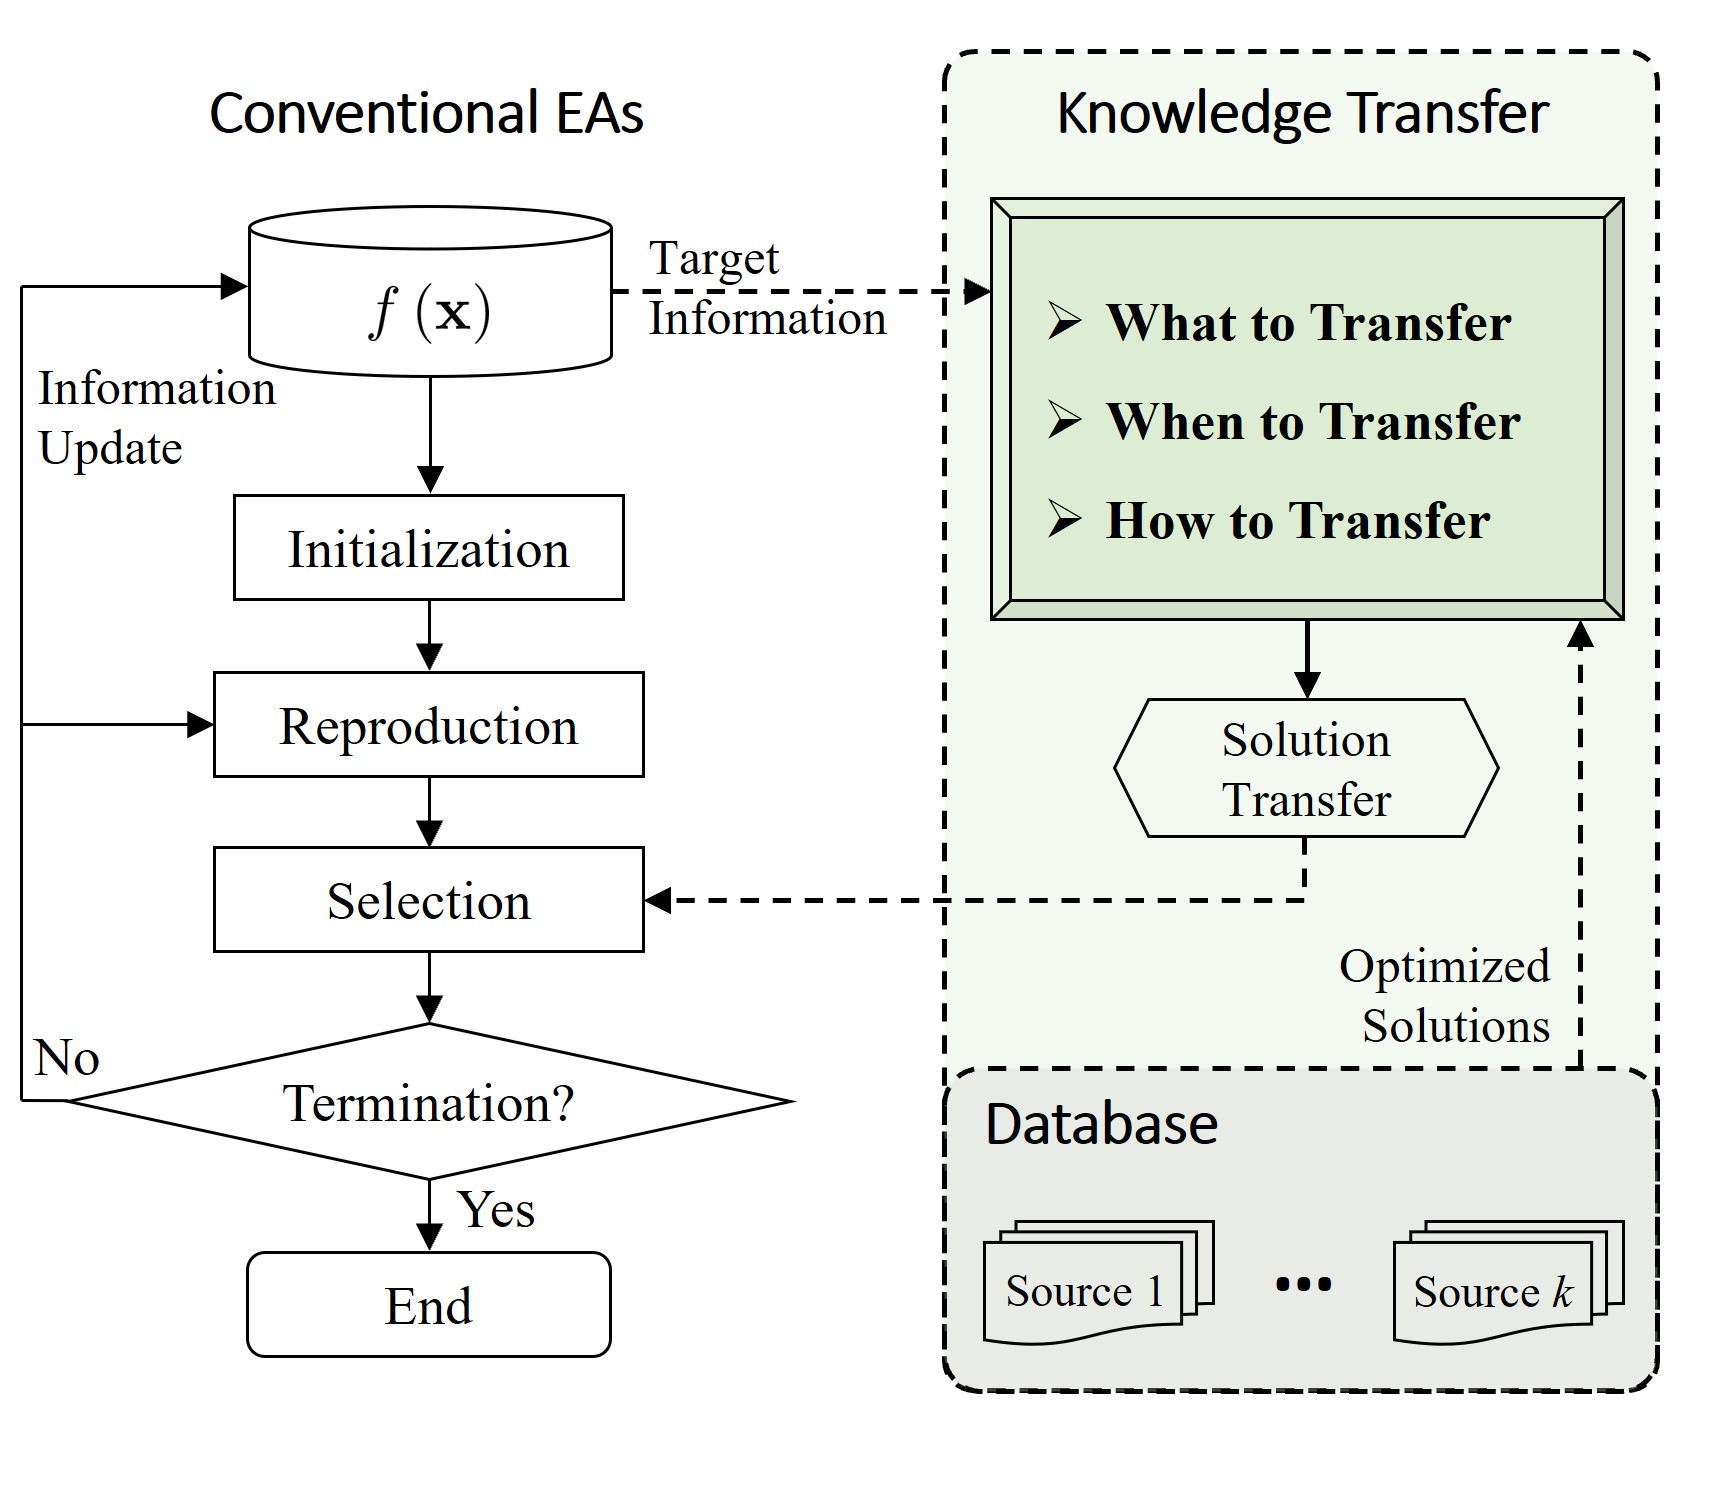 Conventional EAs
f (x)
Information
Update
Initialization
Reproduction
Selection
No
Termination?
Yes
End
Target
Information
Knowledge Transfer
➢ What to Transfer
➢ When to Transfer
➢ How to Transfer
Solution
Transfer
Optimized
Solutions
Database
Source 1
•••
Source k